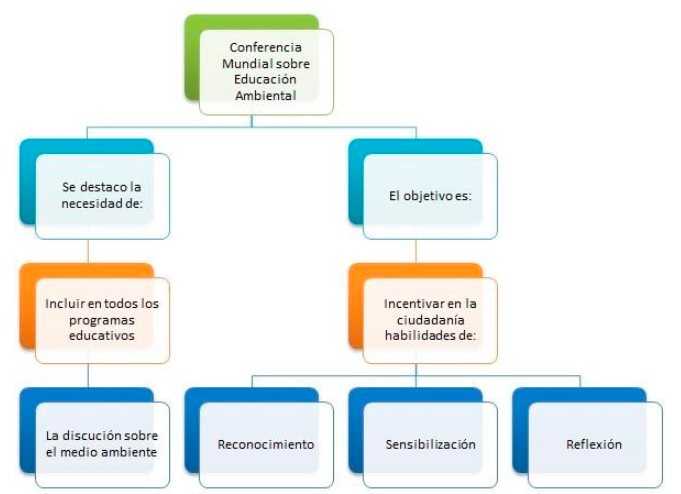 Conferencia
Mundial sobre
Educación
Ambiental
Se destaco la
necesidad de:
El objetivo es:
Incluir en todos los
programas
educativos
Incentivar en la
ciudadanía
habilidades de:
La discución sobre
el medio ambiente
Reconocimiento
Sensibilización
Reflexión